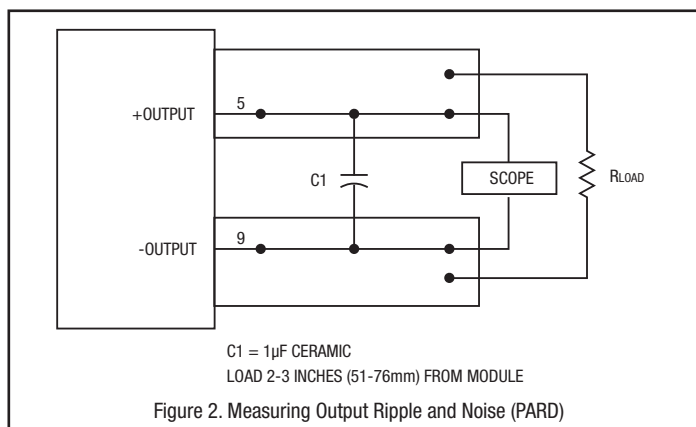 +OUTPUT
5
C1
SCOPE
RLOAD
-OUTPUT
9
C1 = 1µF CERAMIC
LOAD 2-3 INCHES (51-76mm) FROM MODULE
Figure 2. Measuring Output Ripple and Noise (PARD)